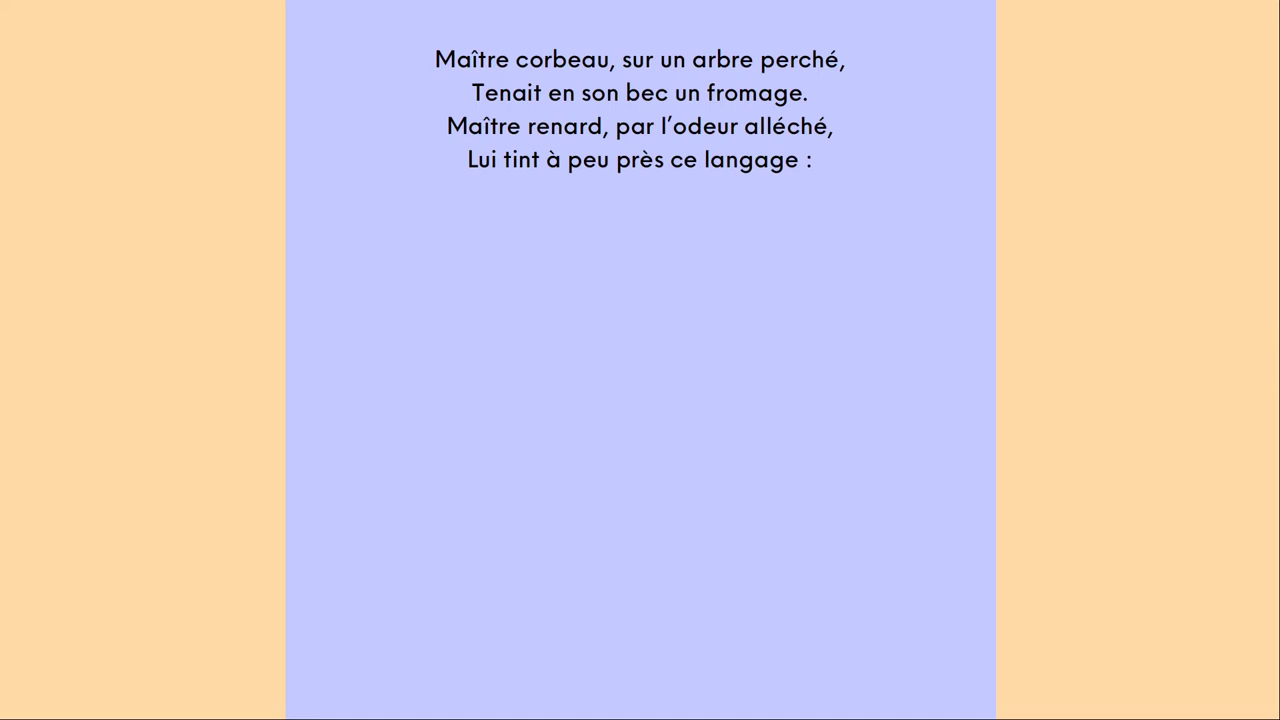 Maître corbeau, sur un arbre perché,
Tenait en son bec un fromage.
Maître renard, par l’odeur alléché,
Lui tint à peu près ce langage :